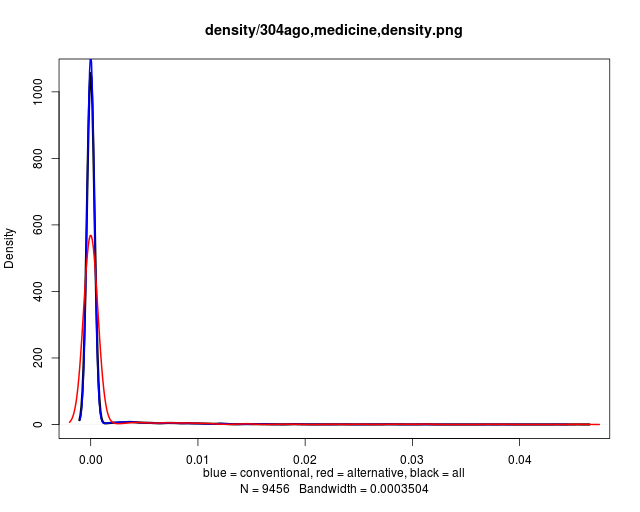 density/304ago,medicine,density.png
Density
1000
800
600
400
200
0
0.00 0.01 0.02 0.03 0.04
blue = conventional, red = alternative, black = all
N = 9456 Bandwidth = 0.0003504